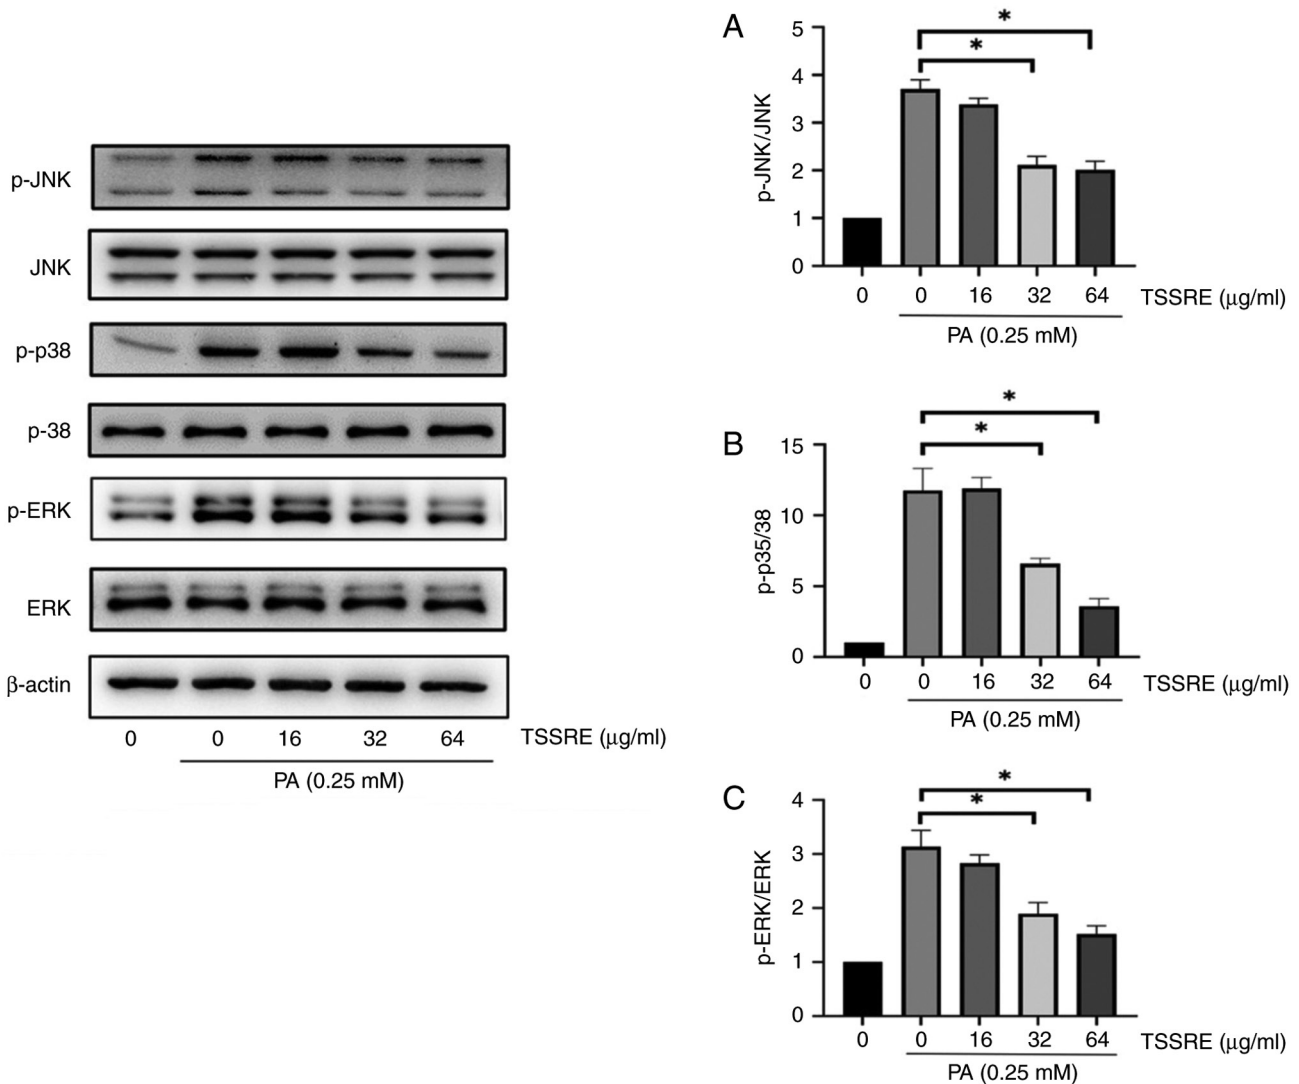 p-JNK
JNK
p-p38
p-38
p-ERK
ERK
β-actin
0 0 16 32 64 TSSRE (μg/ml)
PA (0.25 mM)
A
p-JNK/JNK
5
4
3
2
1
0
* *
0 0 16 32 64 TSSRE (μg/ml)
PA (0.25 mM)
B
p-p35/38
15
10
5
0
* *
0 0 16 32 64 TSSRE (μg/ml)
PA (0.25 mM)
C
p-ERK/ERK
4
3
2
1
0
* *
0 0 16 32 64 TSSRE (μg/ml)
PA (0.25 mM)